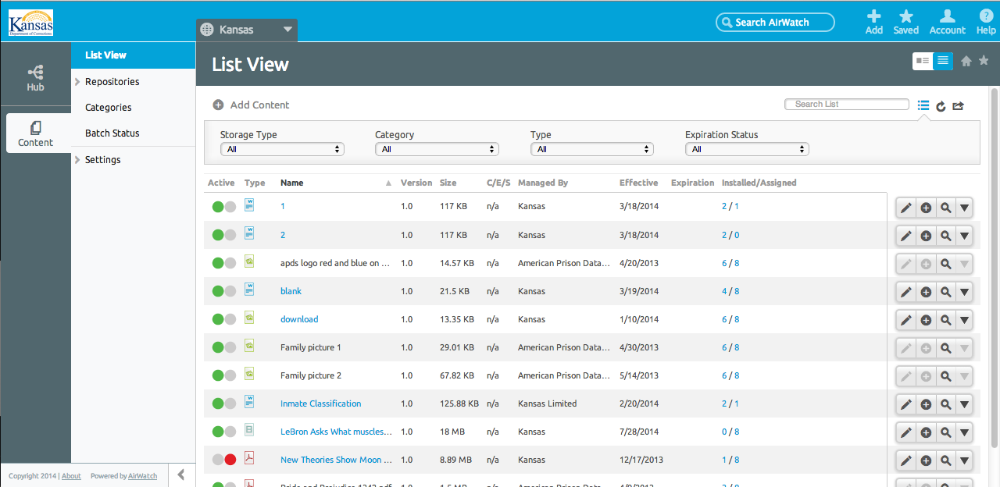 Kansas
Department of Corrections
Kansas
Search AirWatch
Add
Saved
Account
Help
Hub
Content
List View
Repositories
Categories
Batch Status
Settings
List View
Add Content
Search List
Storage Type
Category
Type
Expiration Status
All
All
All
All
Active Type Name Version Size C/E/S Managed By Effective Expiration Installed/Assigned
1 1.0 117 KB n/a Kansas 3/18/2014 2 / 1
2 1.0 117 KB n/a Kansas 3/18/2014 2 / 0
apds logo red and blue on ... 1.0 14.57 KB n/a American Prison Data... 4/20/2013 6 / 8
blank 1.0 21.5 KB n/a Kansas 3/19/2014 4 / 8
download 1.0 13.35 KB n/a Kansas 1/10/2014 6 / 8
Family picture 1 1.0 29.01 KB n/a American Prison Data... 4/30/2013 6 / 8
Family picture 2 1.0 67.82 KB n/a American Prison Data... 5/14/2013 6 / 8
Inmate Classification 1.0 125.88 KB n/a Kansas Limited 2/20/2014 2 / 1
LeBron Asks What muscles... 1.0 18 MB n/a Kansas 7/28/2014 0 / 8
New Theories Show Moon ... 1.0 8.89 MB n/a Kansas 12/17/2013 1 / 8
Pride and Prejudice 1342.pdf 1.0
Copyright 2014 | About Powered by AirWatch